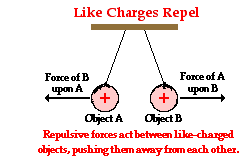 Like Charges Repel
Force of B
upon A
Force of A
upon B
+
+
Object A
Object B
Repulsive forces act between like-charged
objects, pushing them away from each other.